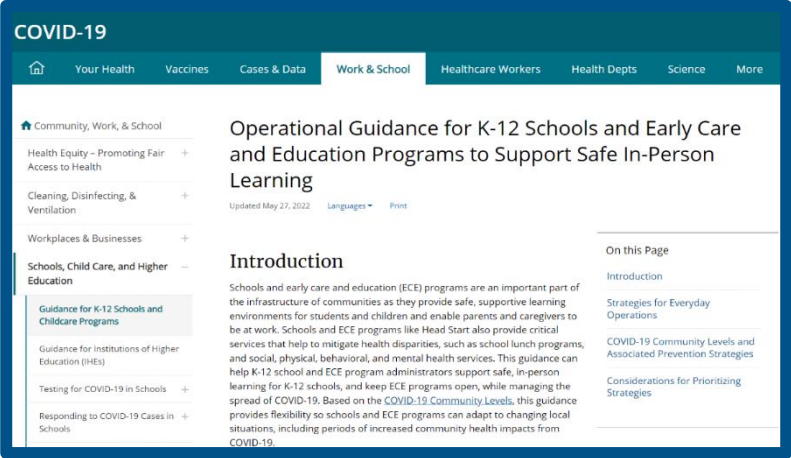 COVID-19
Your Health Vaccines Cases & Data Work & School Healthcare Workers Health Depts Science More
Community, Work, & School
Health Equity – Promoting Fair
Access to Health
Cleaning, Disinfecting, &
Ventilation
Workplaces & Businesses
Schools, Child Care, and Higher
Education
Guidance for K-12 Schools and
Childcare Programs
Guidance for Institutions of Higher
Education (IHEs)
Testing for COVID-19 in Schools
Responding to COVID-19 Cases in
Schools
Operational Guidance for K-12 Schools and Early Care
and Education Programs to Support Safe In-Person
Learning
Updated May 27, 2022 Languages Print
Introduction
Schools and early care and education (ECE) programs are an important part of
the infrastructure of communities as they provide safe, supportive learning
environments for students and children and enable parents and caregivers to
be at work. Schools and ECE programs like Head Start also provide critical
services that help to mitigate health disparities, such as school lunch programs,
and social, physical, behavioral, and mental health services. This guidance can
help K-12 school and ECE program administrators support safe, in-person
learning for K-12 schools, and keep ECE programs open, while managing the
spread of COVID-19. Based on the COVID-19 Community Levels, this guidance
provides flexibility so schools and ECE programs can adapt to changing local
situations, including periods of increased community health impacts from
COVID-19.
On this Page
Introduction
Strategies for Everyday
Operations
COVID-19 Community Levels and
Associated Prevention Strategies
Considerations for Prioritizing
Strategies